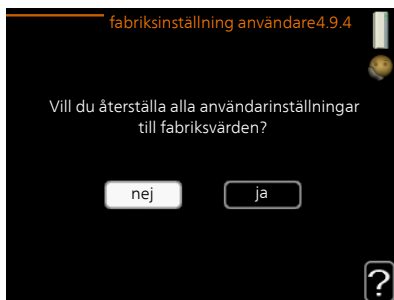 fabriksinställning användare4.9.4
Vill du återställa alla användarinställningar
till fabriksvärden?
nej ja
?